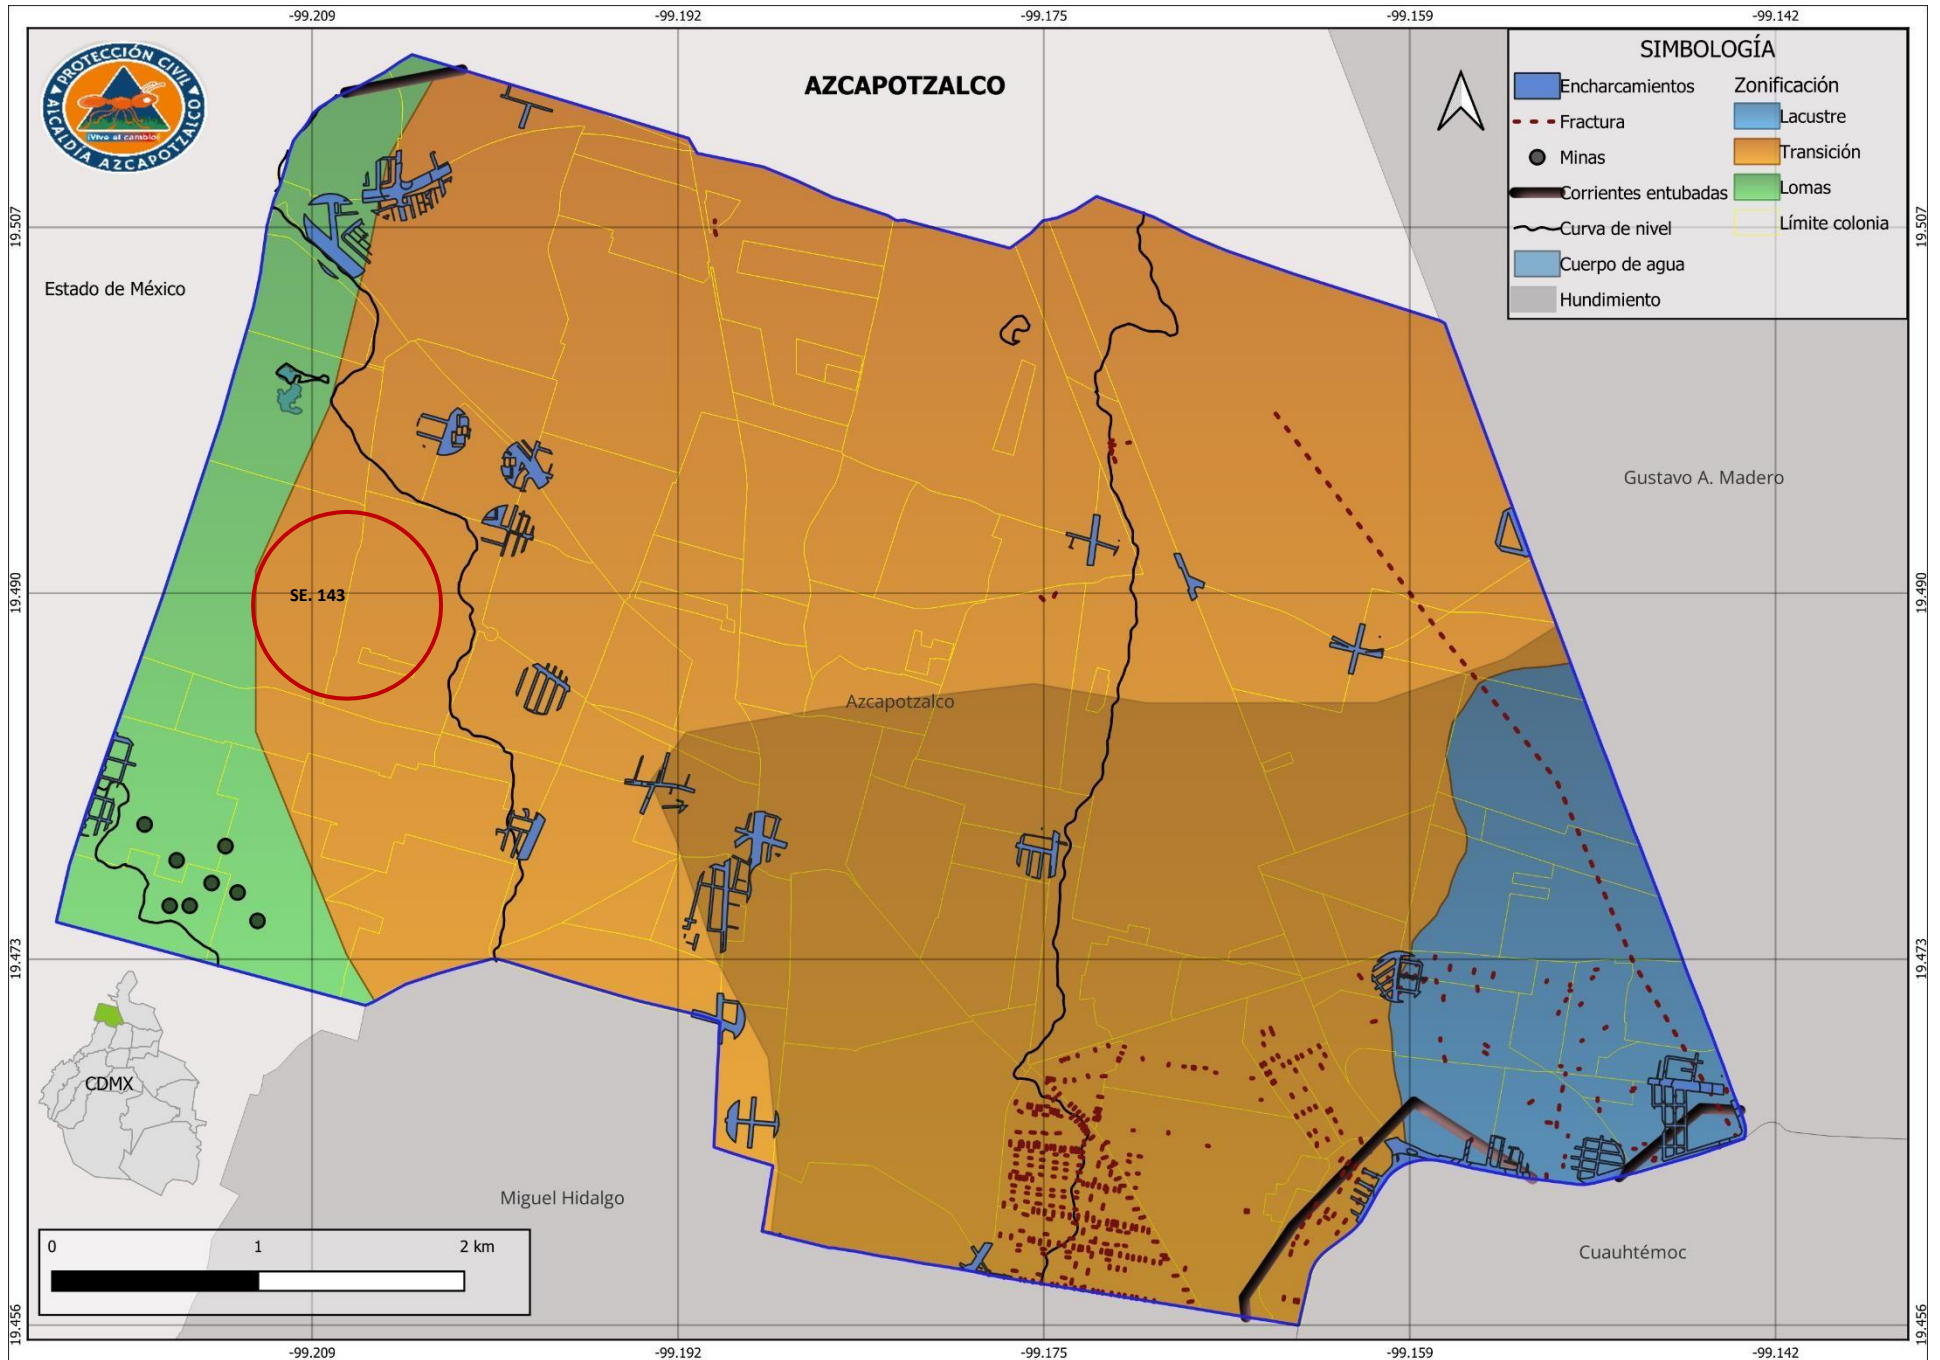 -99.209
-99.192
-99.175
-99.159
-99.142
PROTECCIÓN CIVIL
¡Vive el cambio!
ALCALDÍA AZCAPOTZALCO
AZCAPOTZALCO
SIMBOLOGÍA
Encharcamientos
Fractura
Minas
Corrientes entubadas
Curva de nivel
Cuerpo de agua
Hundimiento
Zonificación
Lacustre
Transición
Lomas
Límite colonia
19.507
19.507
Estado de México
Gustavo A. Madero
SE. 143
19.490
19.490
Azcapotzalco
19.473
19.473
CDMX
Miguel Hidalgo
Cuauhtémoc
0 1 2 km
19.456
19.456
-99.209
-99.192
-99.175
-99.159
-99.142